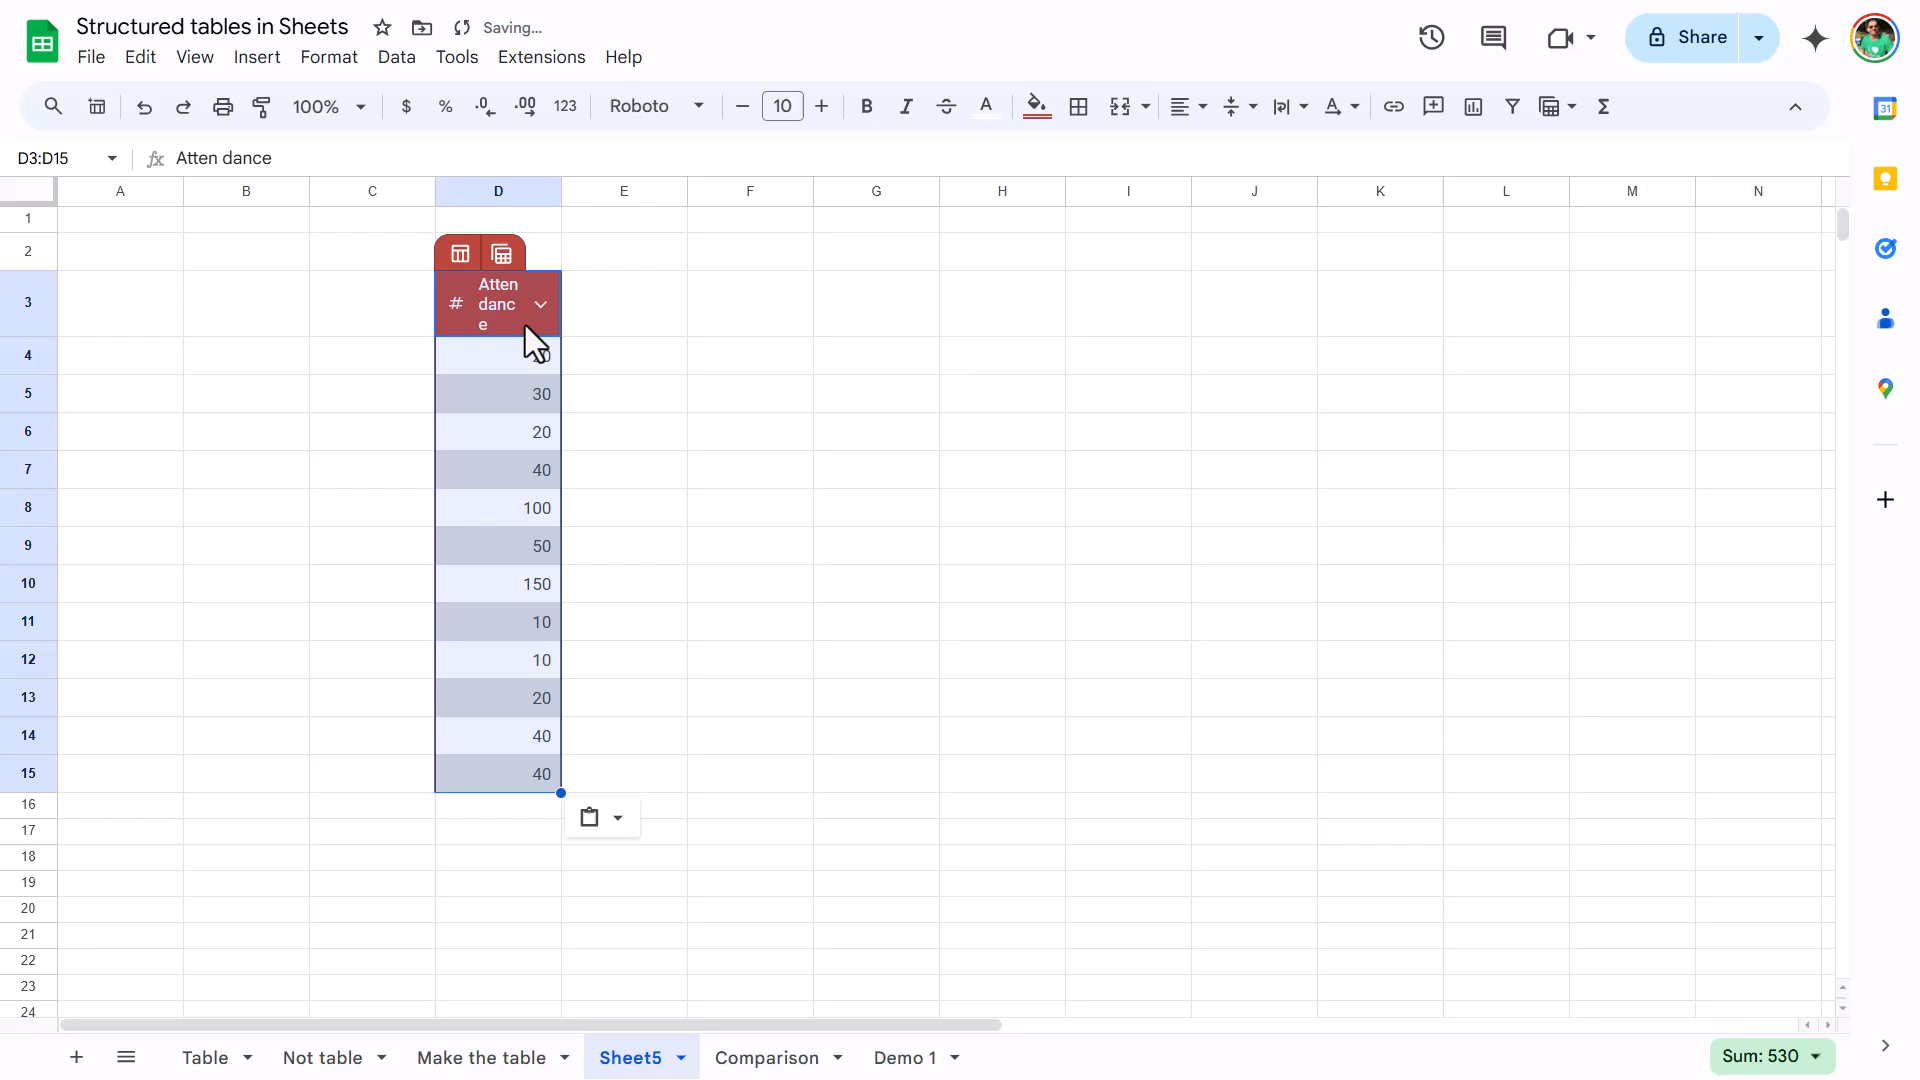 Structured tables in Sheets Saving...
File Edit View Insert Format Data Tools Extensions Help
Share
100% $ % .0 .00 123 Roboto 10 B I A
31
D3:D15 fx Atten dance
A B C D E F G H I J K L M N
1
2
3 # Atten
danc
e
4
5 30
6 20
7 40
8 100
9 50
10 150
11 10
12 10
13 20
14 40
15 40
16
17
18
19
20
21
22
23
24
Table Not table Make the table Sheet5 Comparison Demo 1 Sum: 530